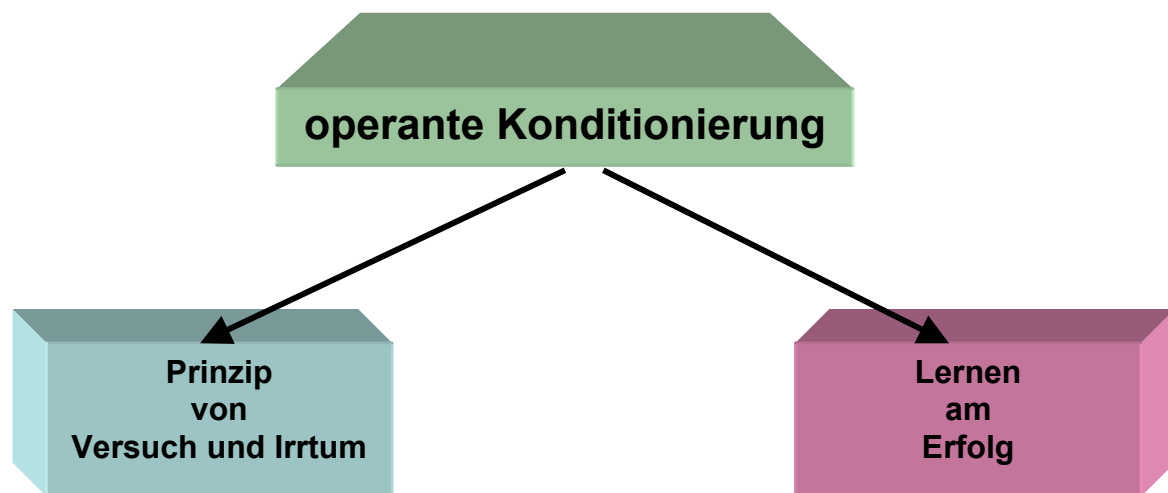 operante Konditionierung
Prinzip
von
Versuch und Irrtum
Lernen
am
Erfolg